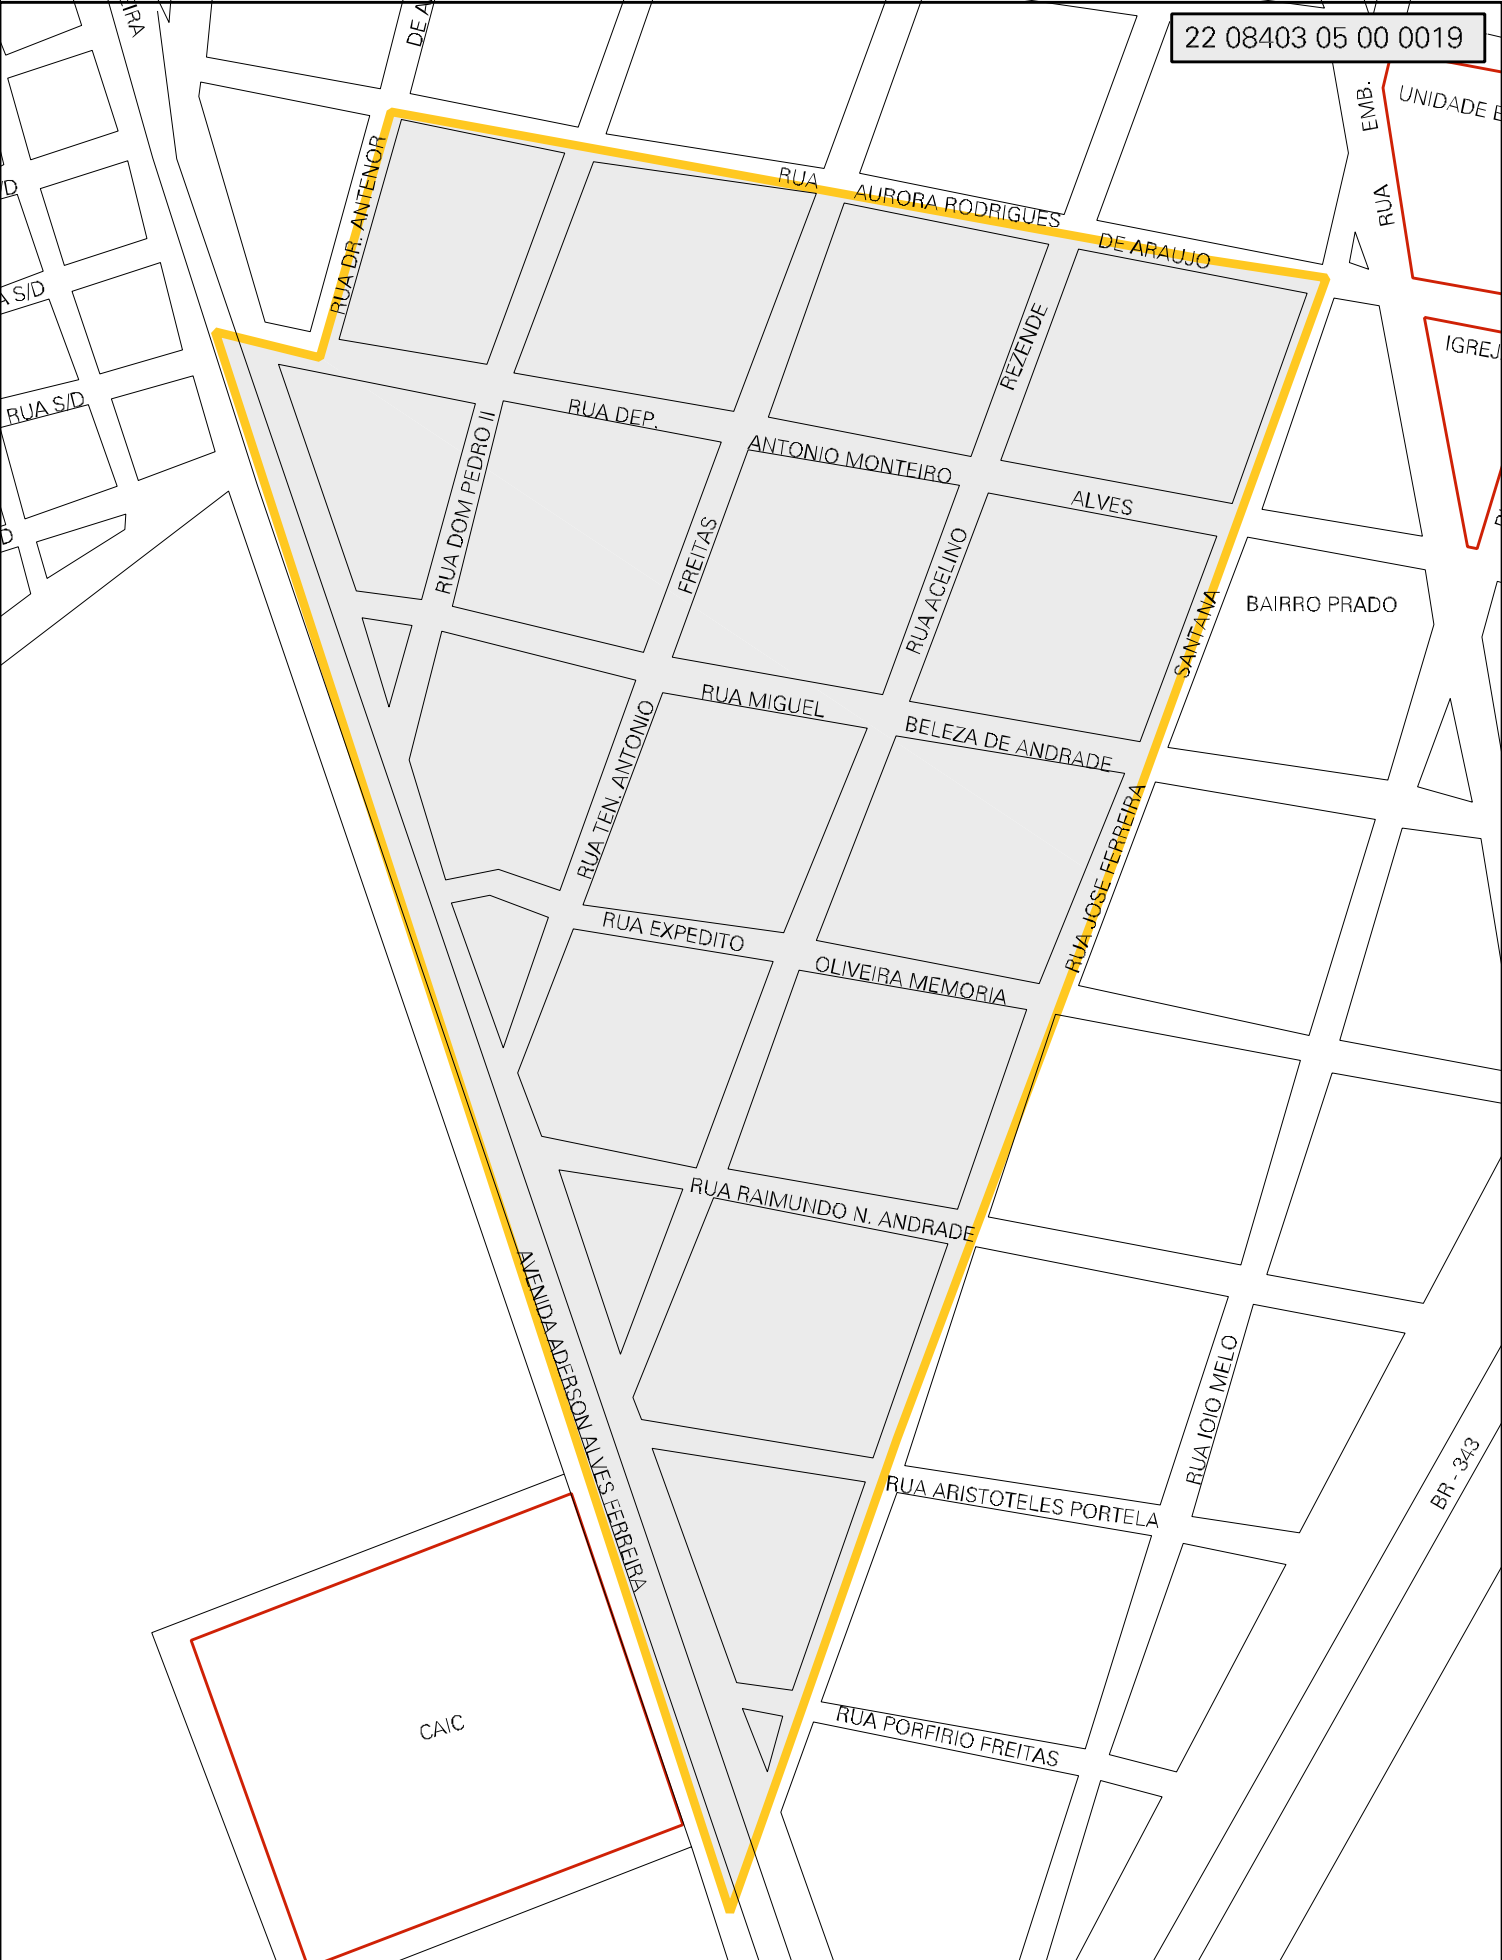 22 08403 05 00 0019
DE A
EMB.
UNIDADE
RUA
RUA DR. ANTENOR
RUA
AURORA RODRIGUES
DE ARAUJO
S/D
IGREJ
REZENDE
RUA S/D
RUA DOM PEDRO II
RUA DEP.
ANTONIO MONTEIRO
ALVES
FREITAS
RUA ACELINO
SANTANA
BAIRRO PRADO
RUA MIGUEL
BELEZA DE ANDRADE
RUA TEN. ANTONIO
RUA JOSE FERREIRA
RUA EXPEDITO
OLIVEIRA MEMORIA
RUA RAIMUNDO N. ANDRADE
AVENIDA ADERSON ALVES FERREIRA
RUA IOIO MELO
BR - 343
RUA ARISTOTELES PORTELA
CAIC
RUA PORFIRIO FREITAS